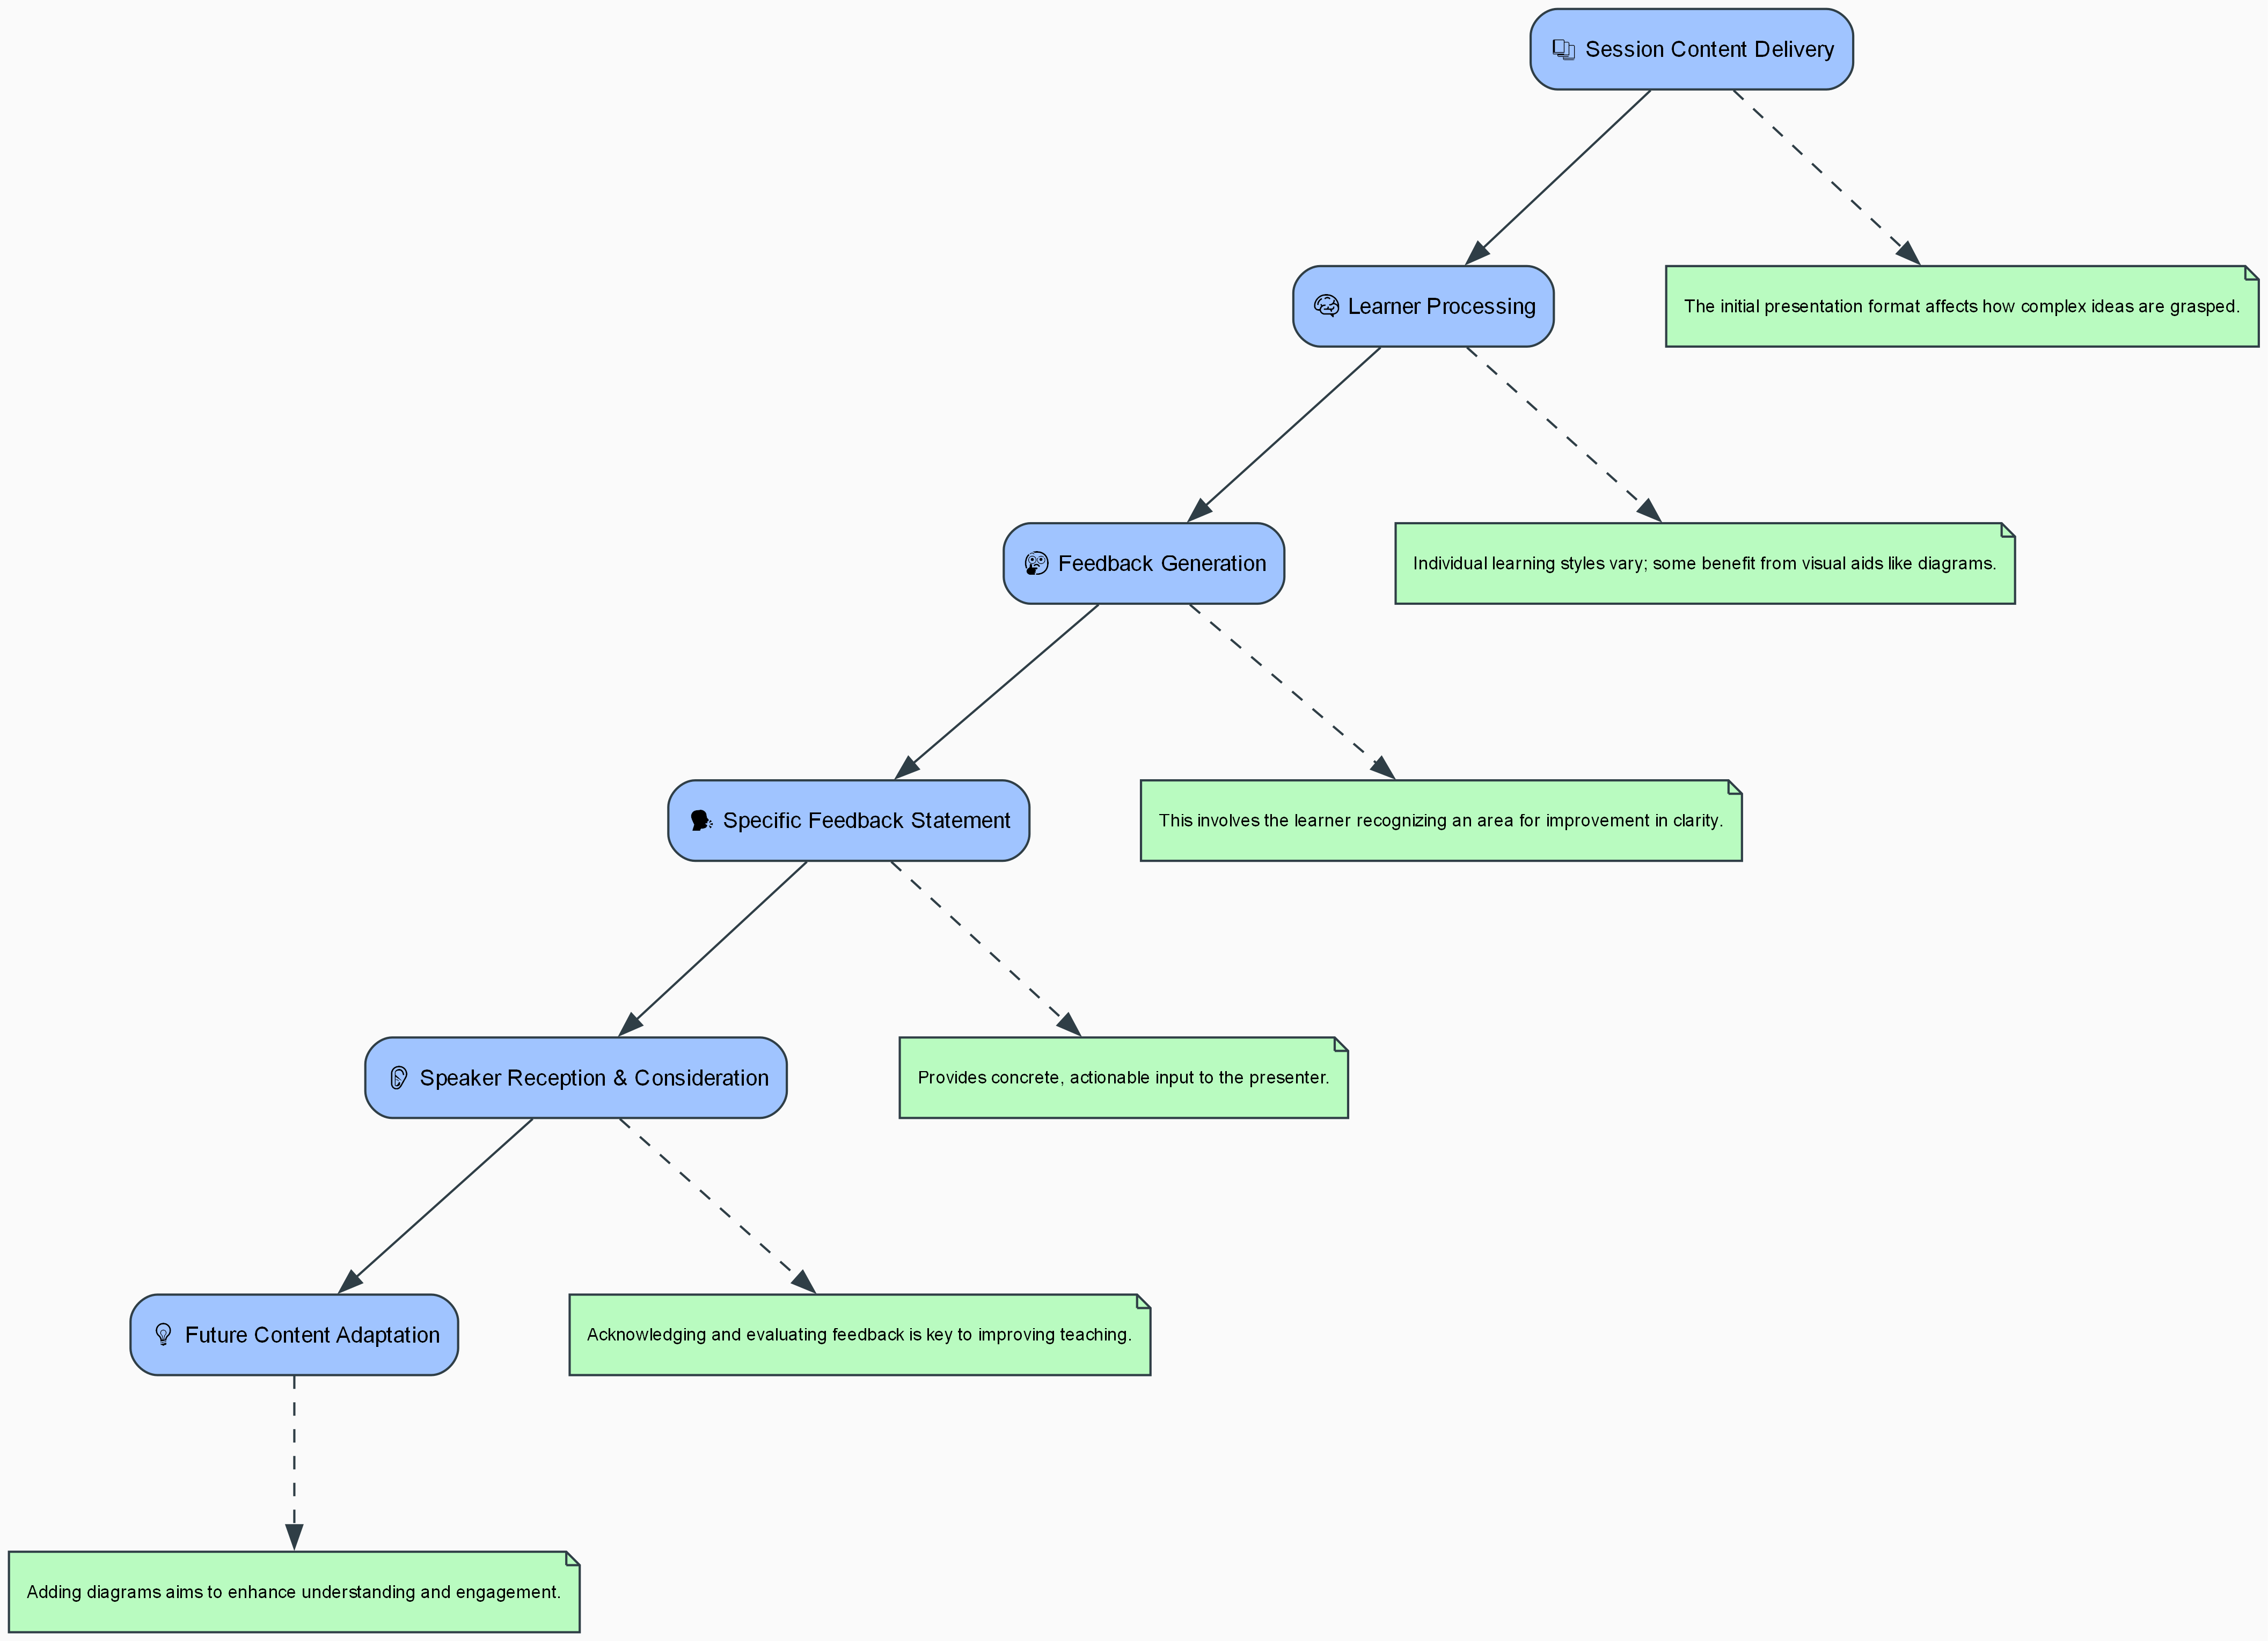 Session Content Delivery
Learner Processing
The initial presentation format affects how complex ideas are grasped.
Feedback Generation
Individual learning styles vary; some benefit from visual aids like diagrams.
Specific Feedback Statement
This involves the learner recognizing an area for improvement in clarity.
Speaker Reception & Consideration
Provides concrete, actionable input to the presenter.
Future Content Adaptation
Acknowledging and evaluating feedback is key to improving teaching.
Adding diagrams aims to enhance understanding and engagement.